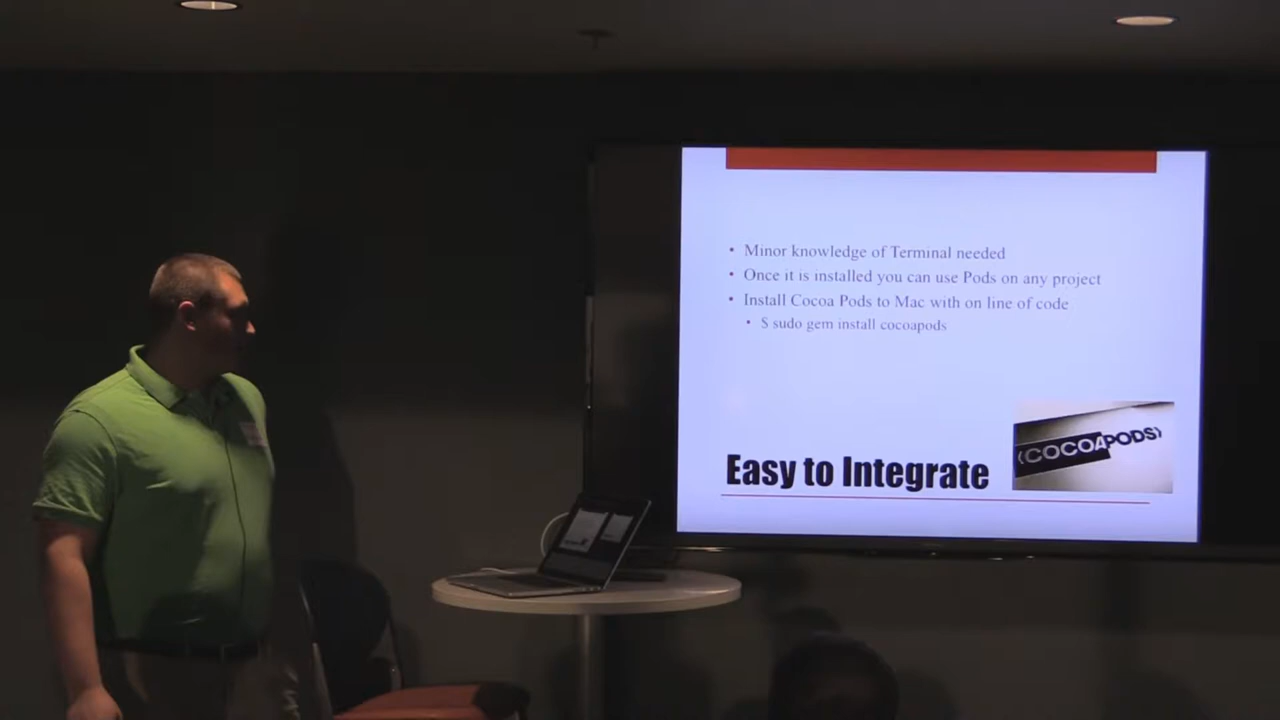 • Minor knowledge of Terminal needed
• Once it is installed you can use Pods on any project
• Install Cocoa Pods to Mac with on line of code
• $ sudo gem install cocoapods
Easy to Integrate
<COCOAPODS>